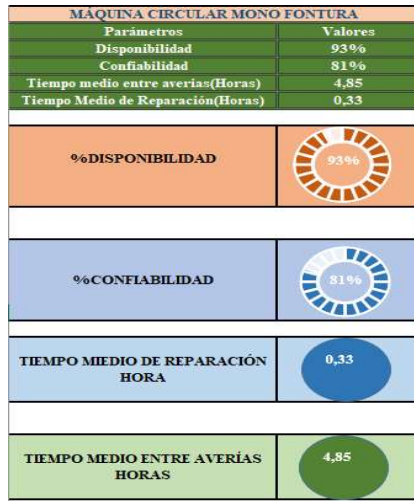 MÁQUINA CIRCULAR MONO FONTURA
Parámetros Valores
Disponibilidad 93%
Confiabilidad 81%
Tiempo medio entre averías(Horas) 4,85
Tiempo Medio de Reparación(Horas) 0,33
%DISPONIBILIDAD 93%
%CONFIABILIDAD 81%
TIEMPO MIEDIO DE REPARACIÓN
HORA
0,33
TIEMPO MEDIO ENTRE AVERÍAS
HORAS
4,85